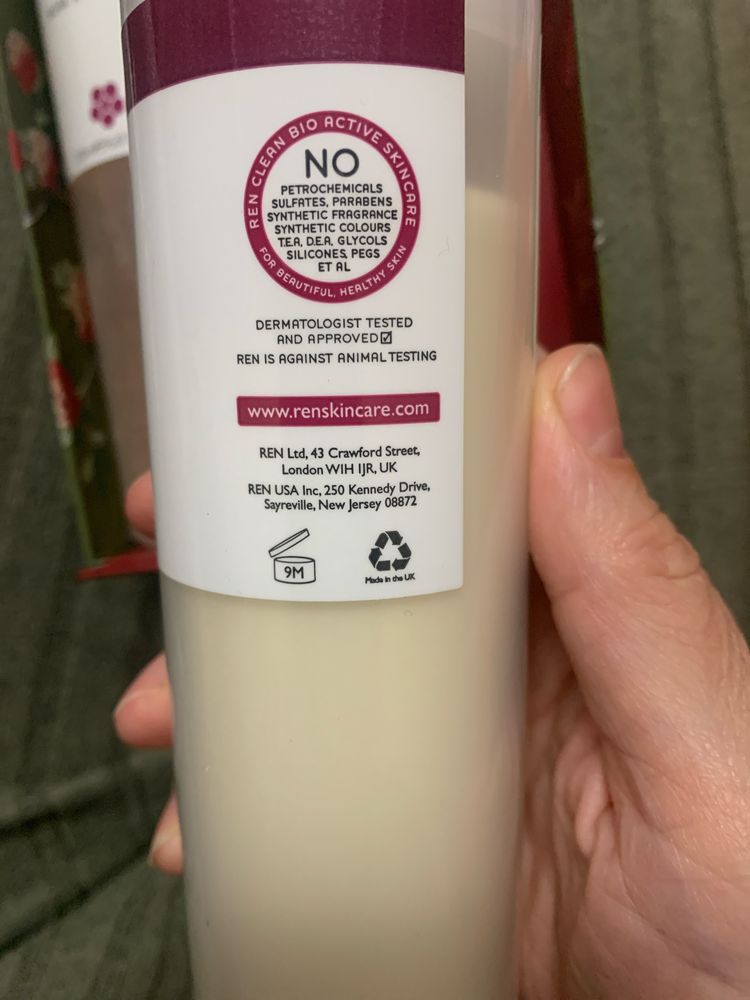 REN CLEAN BIO ACTIVE SKINCARE
NO
PETROCHEMICALS
SULFATES, PARABENS
SYNTHETIC FRAGRANCE
SYNTHETIC COLOURS
T.E.A, D.E.A, GLYCOLS
SILICONES, PEGS
ET AL
FOR BEAUTIFUL, HEALTHY SKIN
DERMATOLOGIST TESTED
AND APPROVED☑
REN IS AGAINST ANIMAL TESTING
www.renskincare.com
REN Ltd, 43 Crawford Street,
London W1H 1JR, UK
REN USA Inc, 250 Kennedy Drive,
Sayreville, New Jersey 08872
9M
Made in the UK